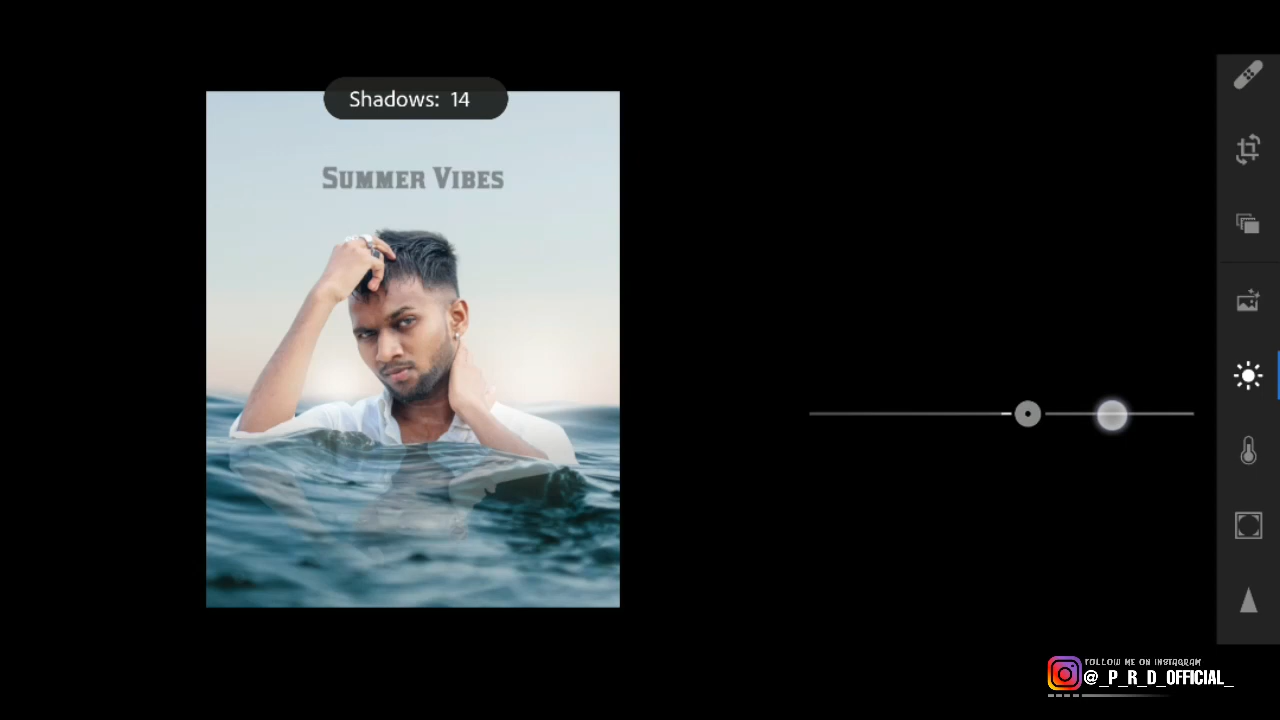 Shadows: 14
Summer Vibes
FOLLOW ME ON INSTAGRAM
@_P_R_D_OFFICIAL_